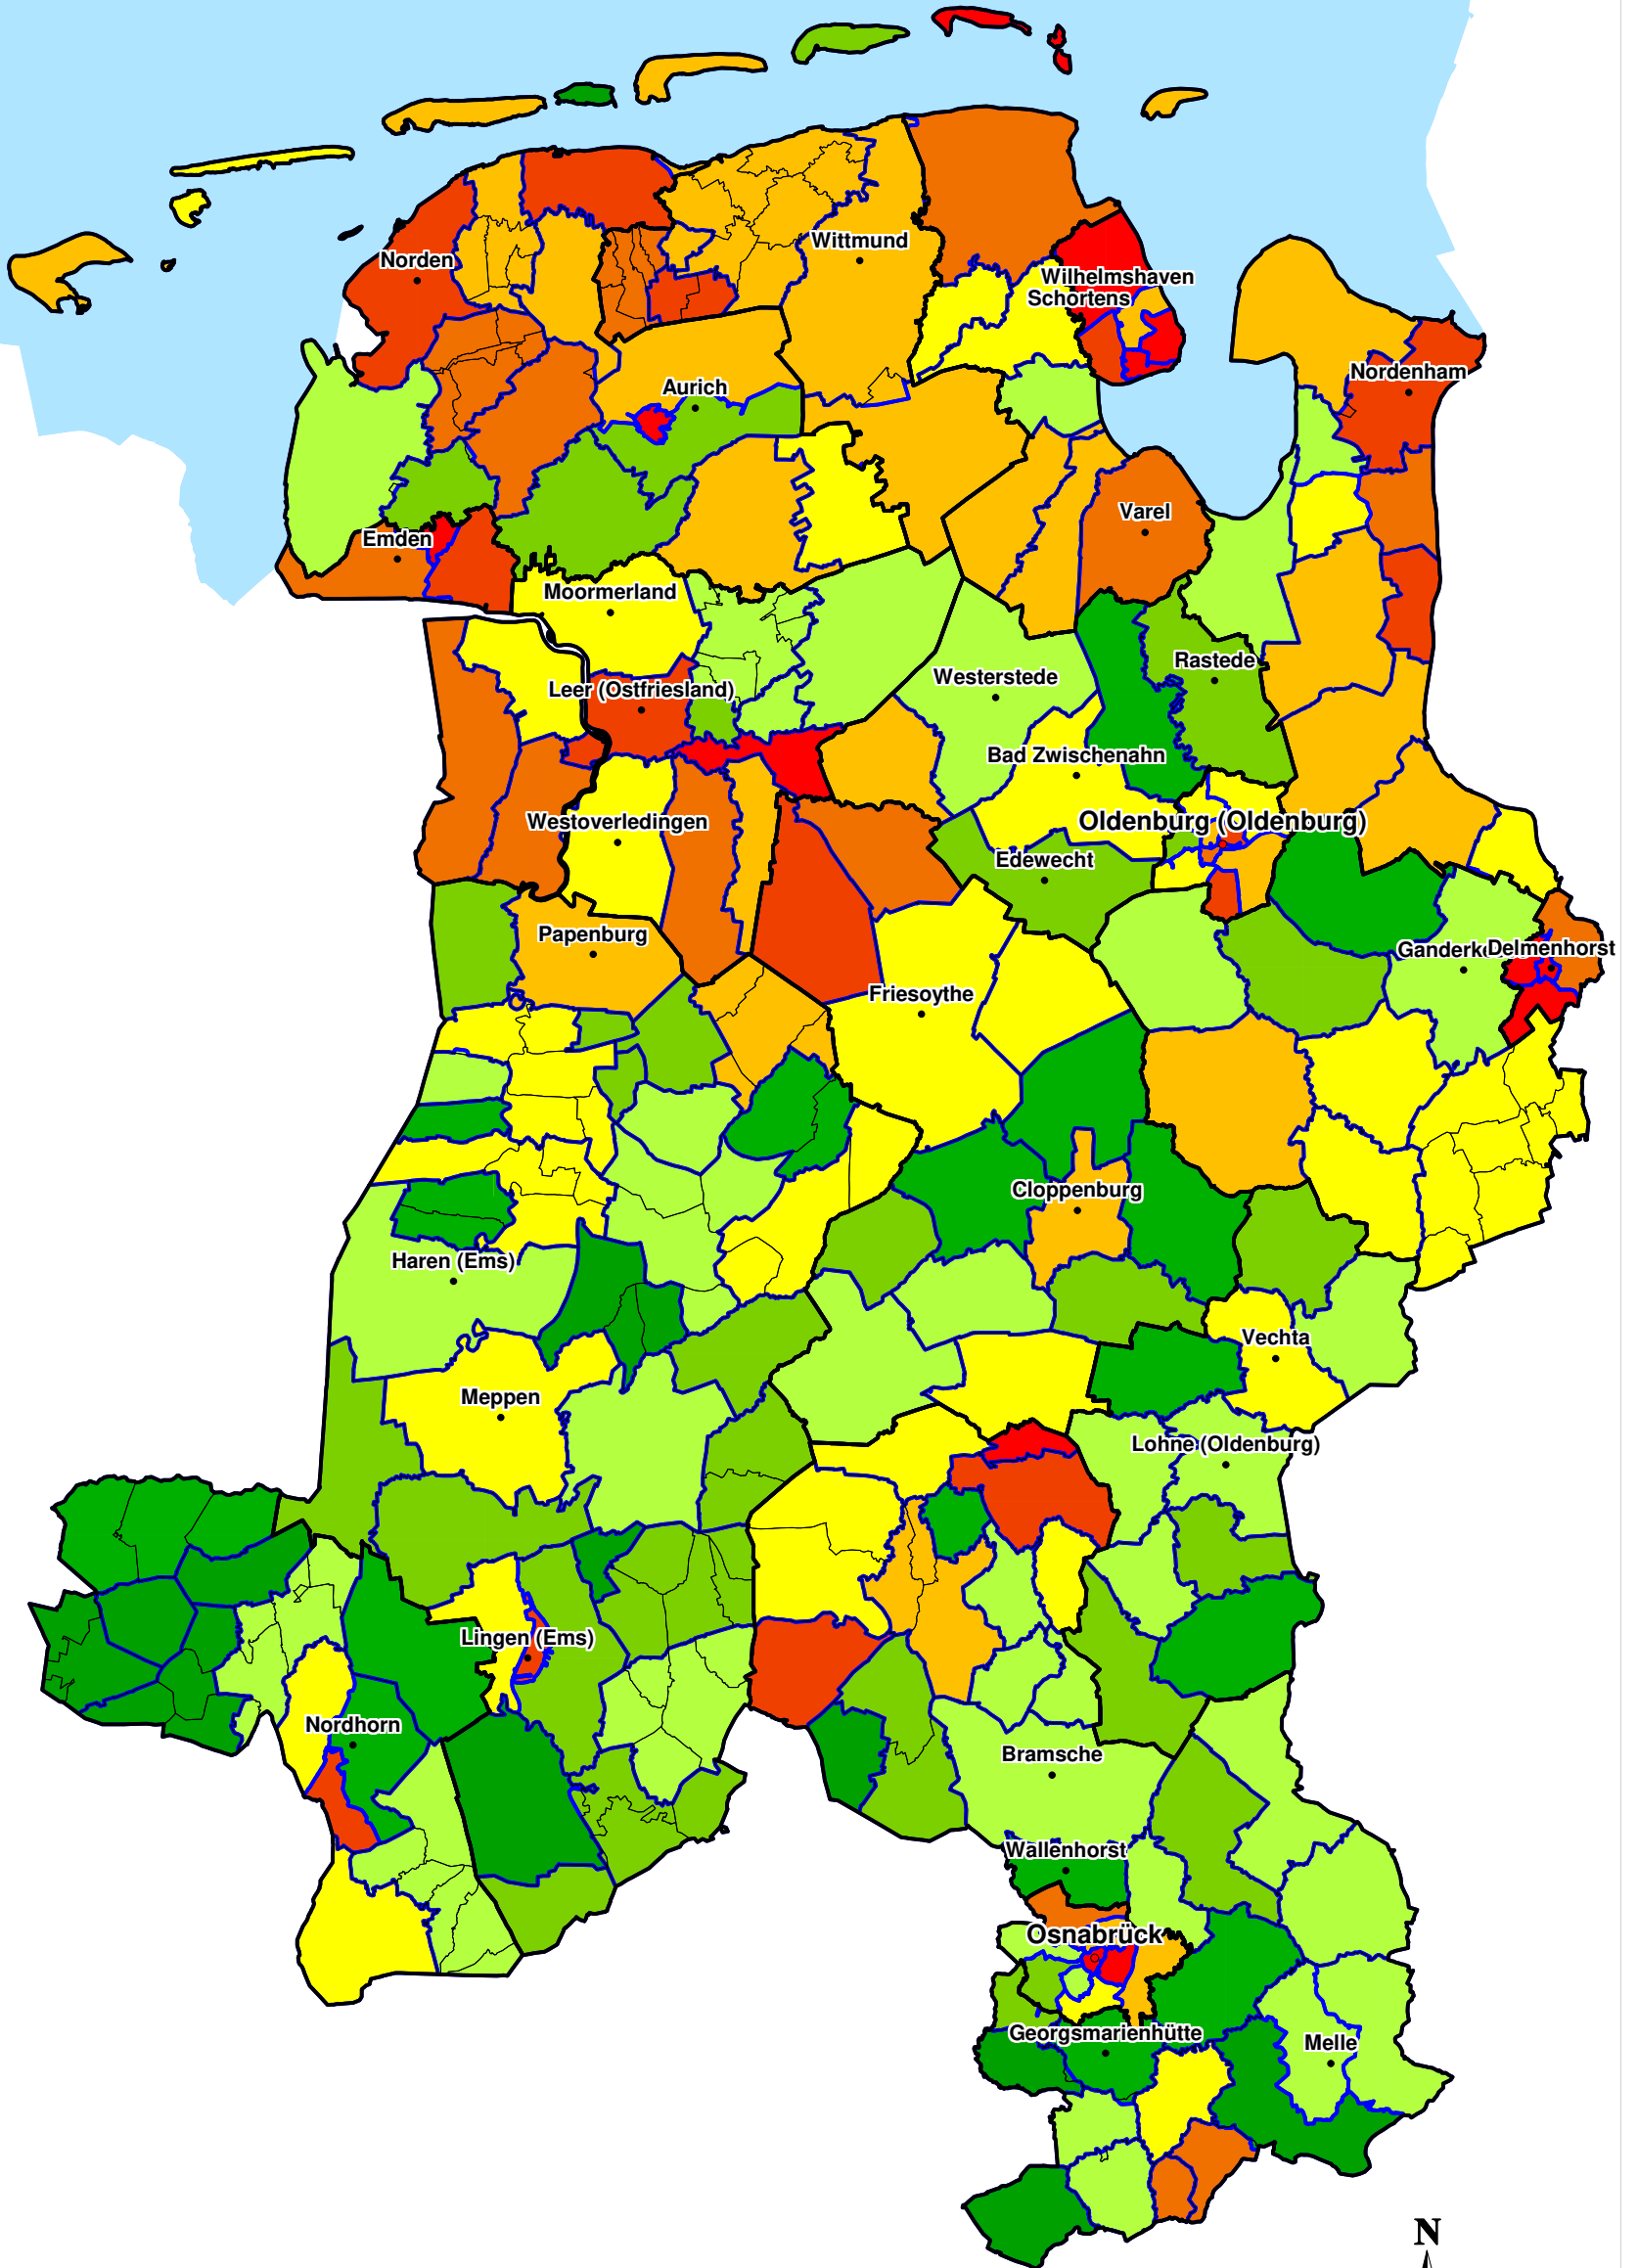 Wittmund
Norden
Wilhelmshaven
Schortens
Nordenham
Aurich
Varel
Emden
Moormerland
Rastede
Westerstede
Leer (Ostfriesland)
Bad Zwischenahn
Westoverledingen
Oldenburg (Oldenburg)
Edewecht
Papenburg
Ganderke
Delmenhorst
Friesoythe
Cloppenburg
Haren (Ems)
Vechta
Meppen
Lohne (Oldenburg)
Lingen (Ems)
Nordhorn
Bramsche
Wallenhorst
Osnabrück
Georgsmarienhütte
Melle
N